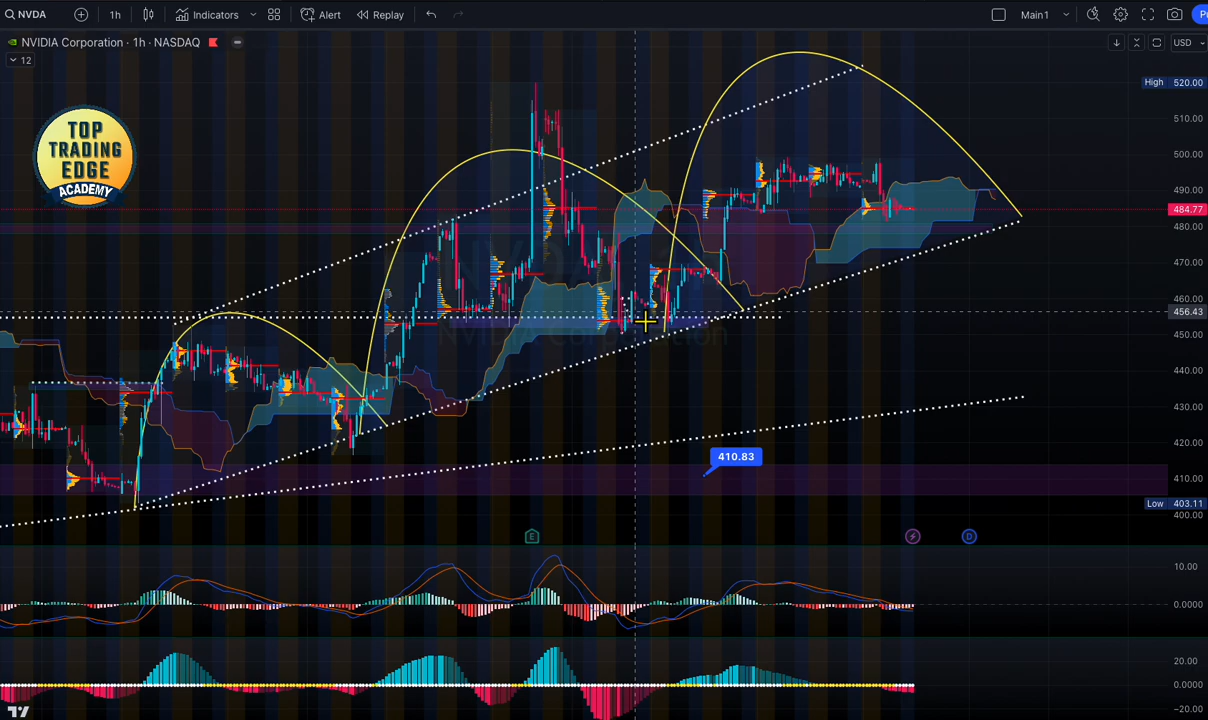 NVDA
1h
Indicators
Alert
Replay
Main1
Pu
NVIDIA Corporation · 1h · NASDAQ
12
USD
TOP
TRADING
EDGE
ACADEMY
High 520.00
510.00
500.00
490.00
484.77
480.00
470.00
460.00
456.43
450.00
440.00
430.00
420.00
410.83
410.00
Low 403.11
400.00
E
D
10.00
0.0000
20.00
0.0000
−20.00